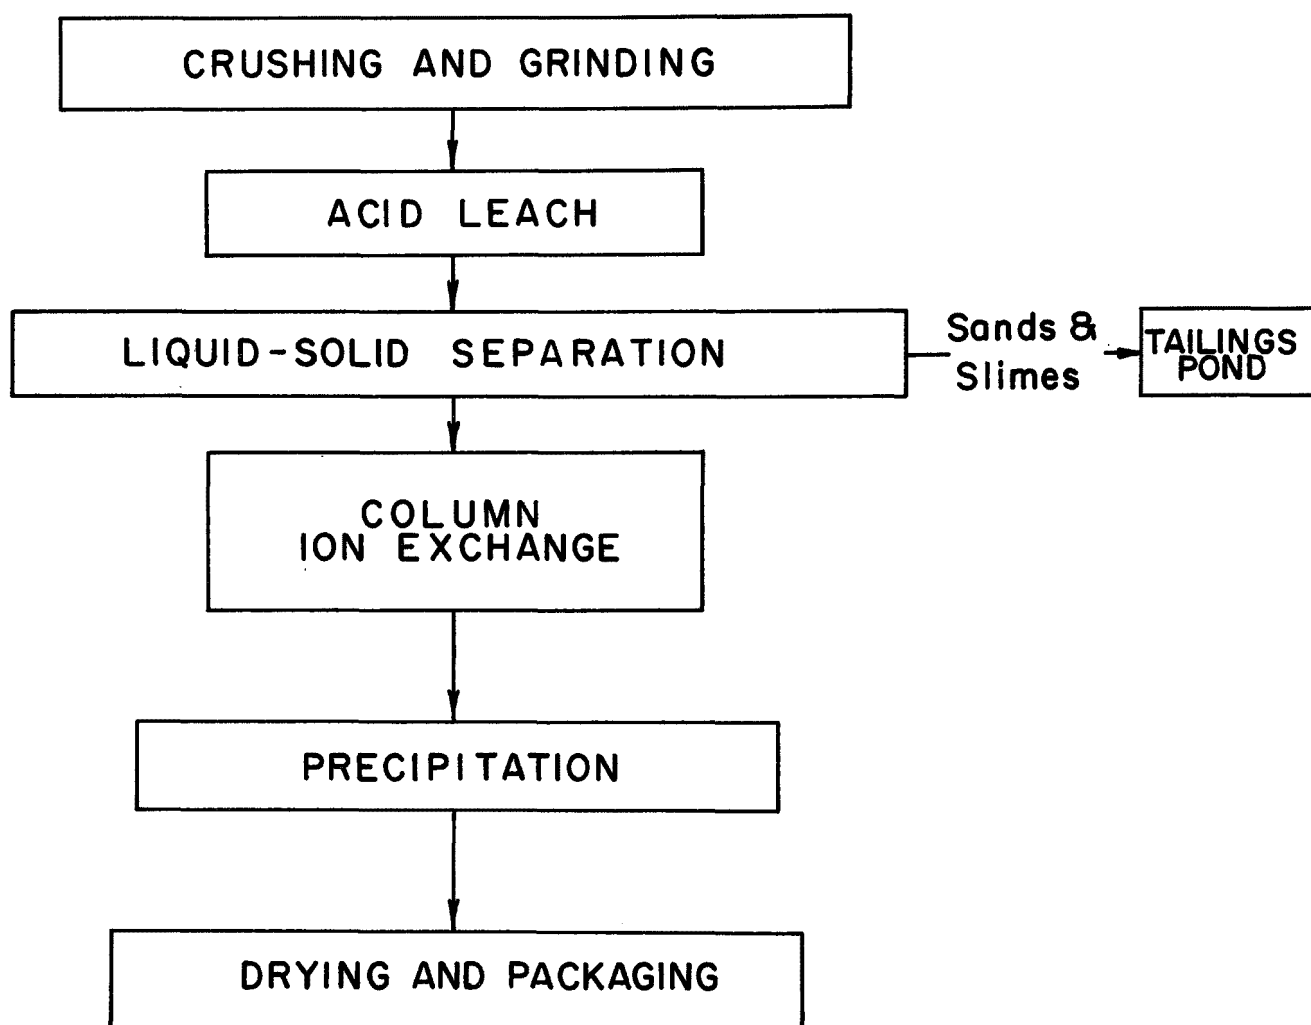 CRUSHING AND GRINDING
ACID LEACH
LIQUID-SOLID SEPARATION
Sands &
Slimes
TAILINGS
POND
COLUMN
ION EXCHANGE
PRECIPITATION
DRYING AND PACKAGING